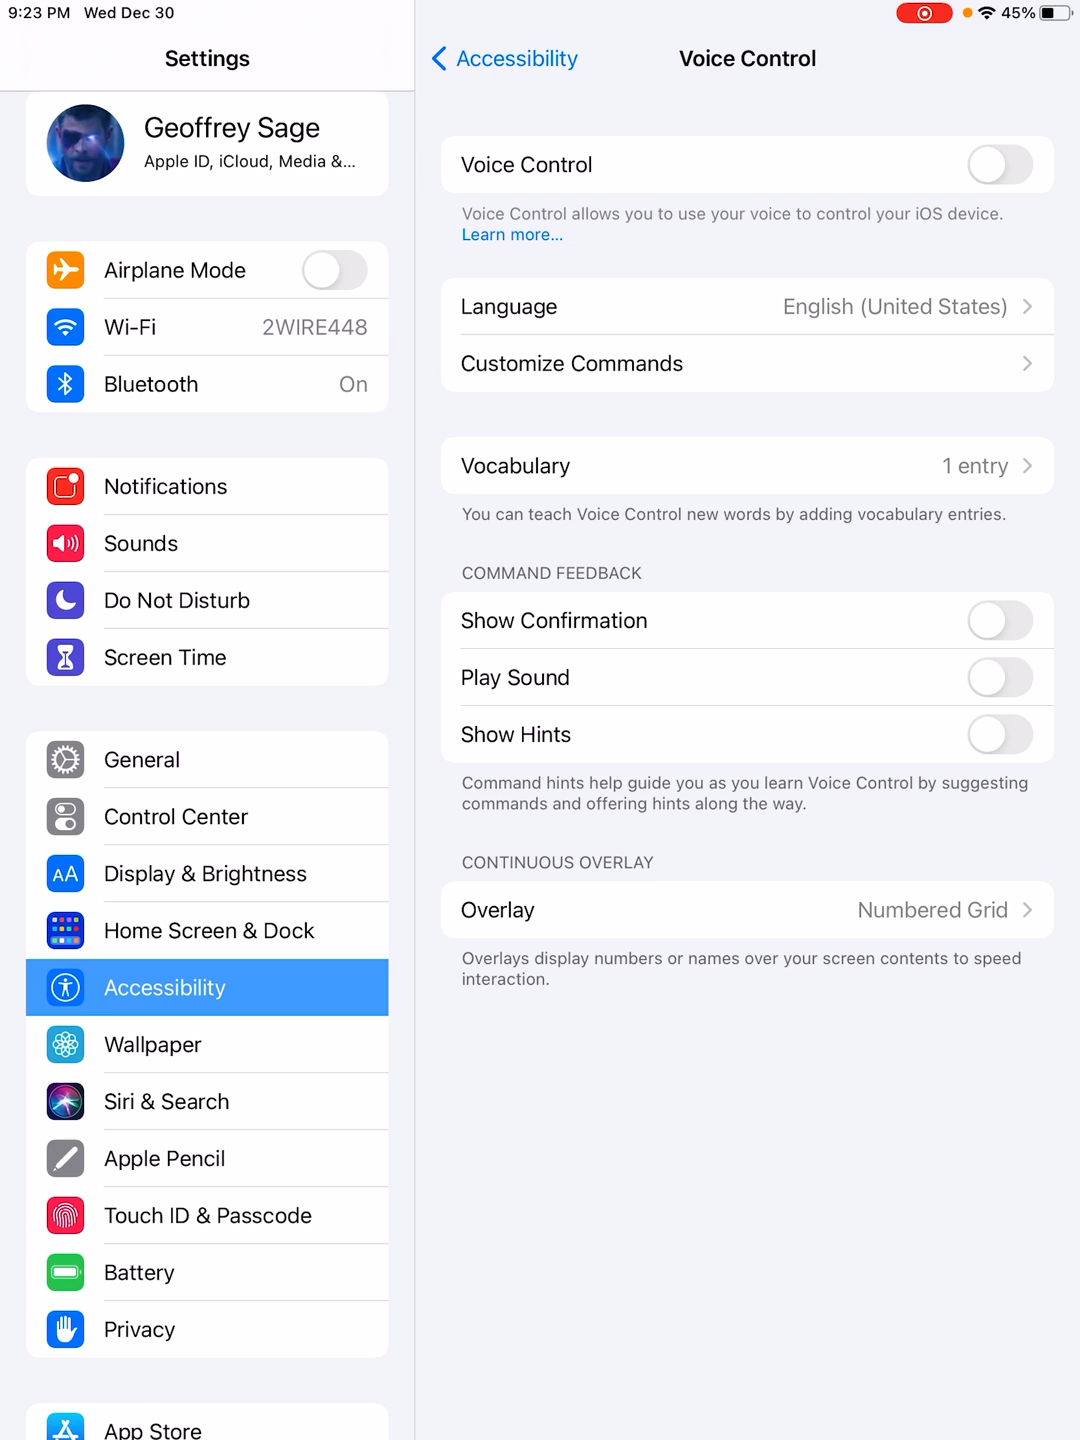 9:23 PM Wed Dec 30
45%
Settings
Geoffrey Sage
Apple ID, iCloud, Media &...
Airplane Mode
Wi-Fi 2WIRE448
Bluetooth On
Notifications
Sounds
Do Not Disturb
Screen Time
General
Control Center
AA Display & Brightness
Home Screen & Dock
Accessibility
Wallpaper
Siri & Search
Apple Pencil
Touch ID & Passcode
Battery
Privacy
App Store
Accessibility Voice Control
Voice Control
Voice Control allows you to use your voice to control your iOS device.
Learn more...
Language English (United States)
Customize Commands
Vocabulary 1 entry
You can teach Voice Control new words by adding vocabulary entries.
COMMAND FEEDBACK
Show Confirmation
Play Sound
Show Hints
Command hints help guide you as you learn Voice Control by suggesting
commands and offering hints along the way.
CONTINUOUS OVERLAY
Overlay Numbered Grid
Overlays display numbers or names over your screen contents to speed
interaction.